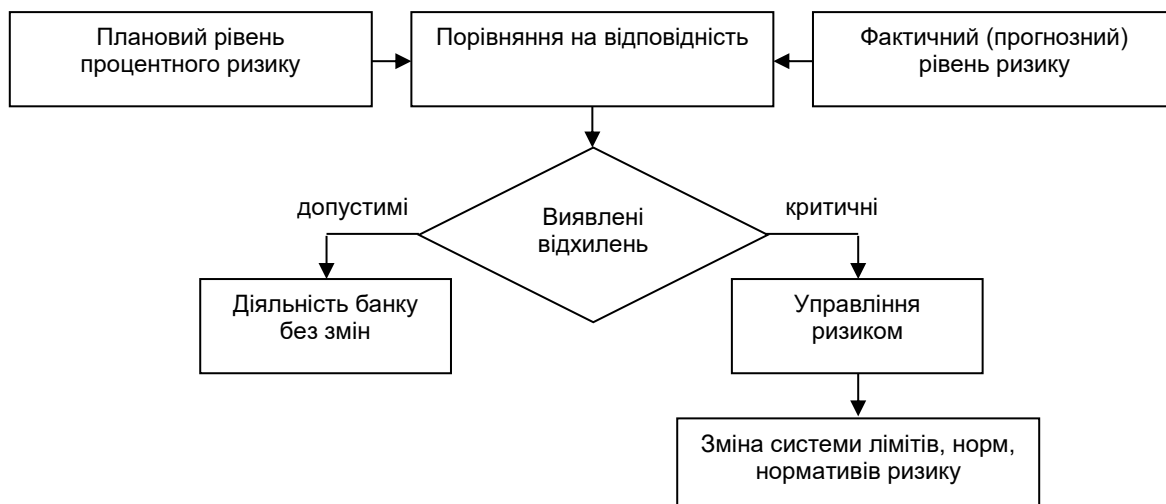 Плановий рівень
процентного ризику
Порівняння на відповідність
Фактичний (прогнозний)
рівень ризику
допустимі
Виявлені
відхилень
критичні
Діяльність банку
без змін
Управління
ризиком
Зміна системи лімітів, норм,
нормативів ризику